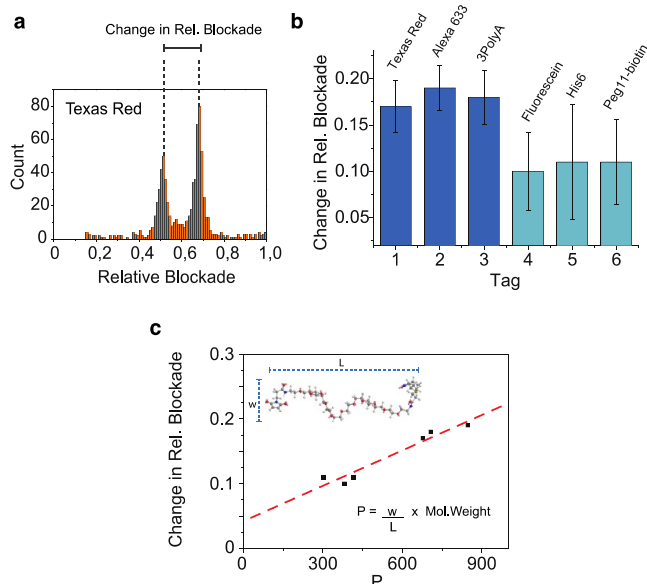 a
Change in Rel. Blockade
Texas Red
Count
80
60
40
20
0
0 0,2 0,4 0,6 0,8 1,0
Relative Blockade
b
Texas Red
Alexa 633
3PolyA
Fluorescein
His6
Peg11-biotin
Change in Rel. Blockade
0.20
0.15
0.10
0.05
1 2 3 4 5 6
Tag
c
Change in Rel. Blockade
0.3
0.2
0.1
0
L
w
P = w / L x Mol.Weight
300 600 900
P